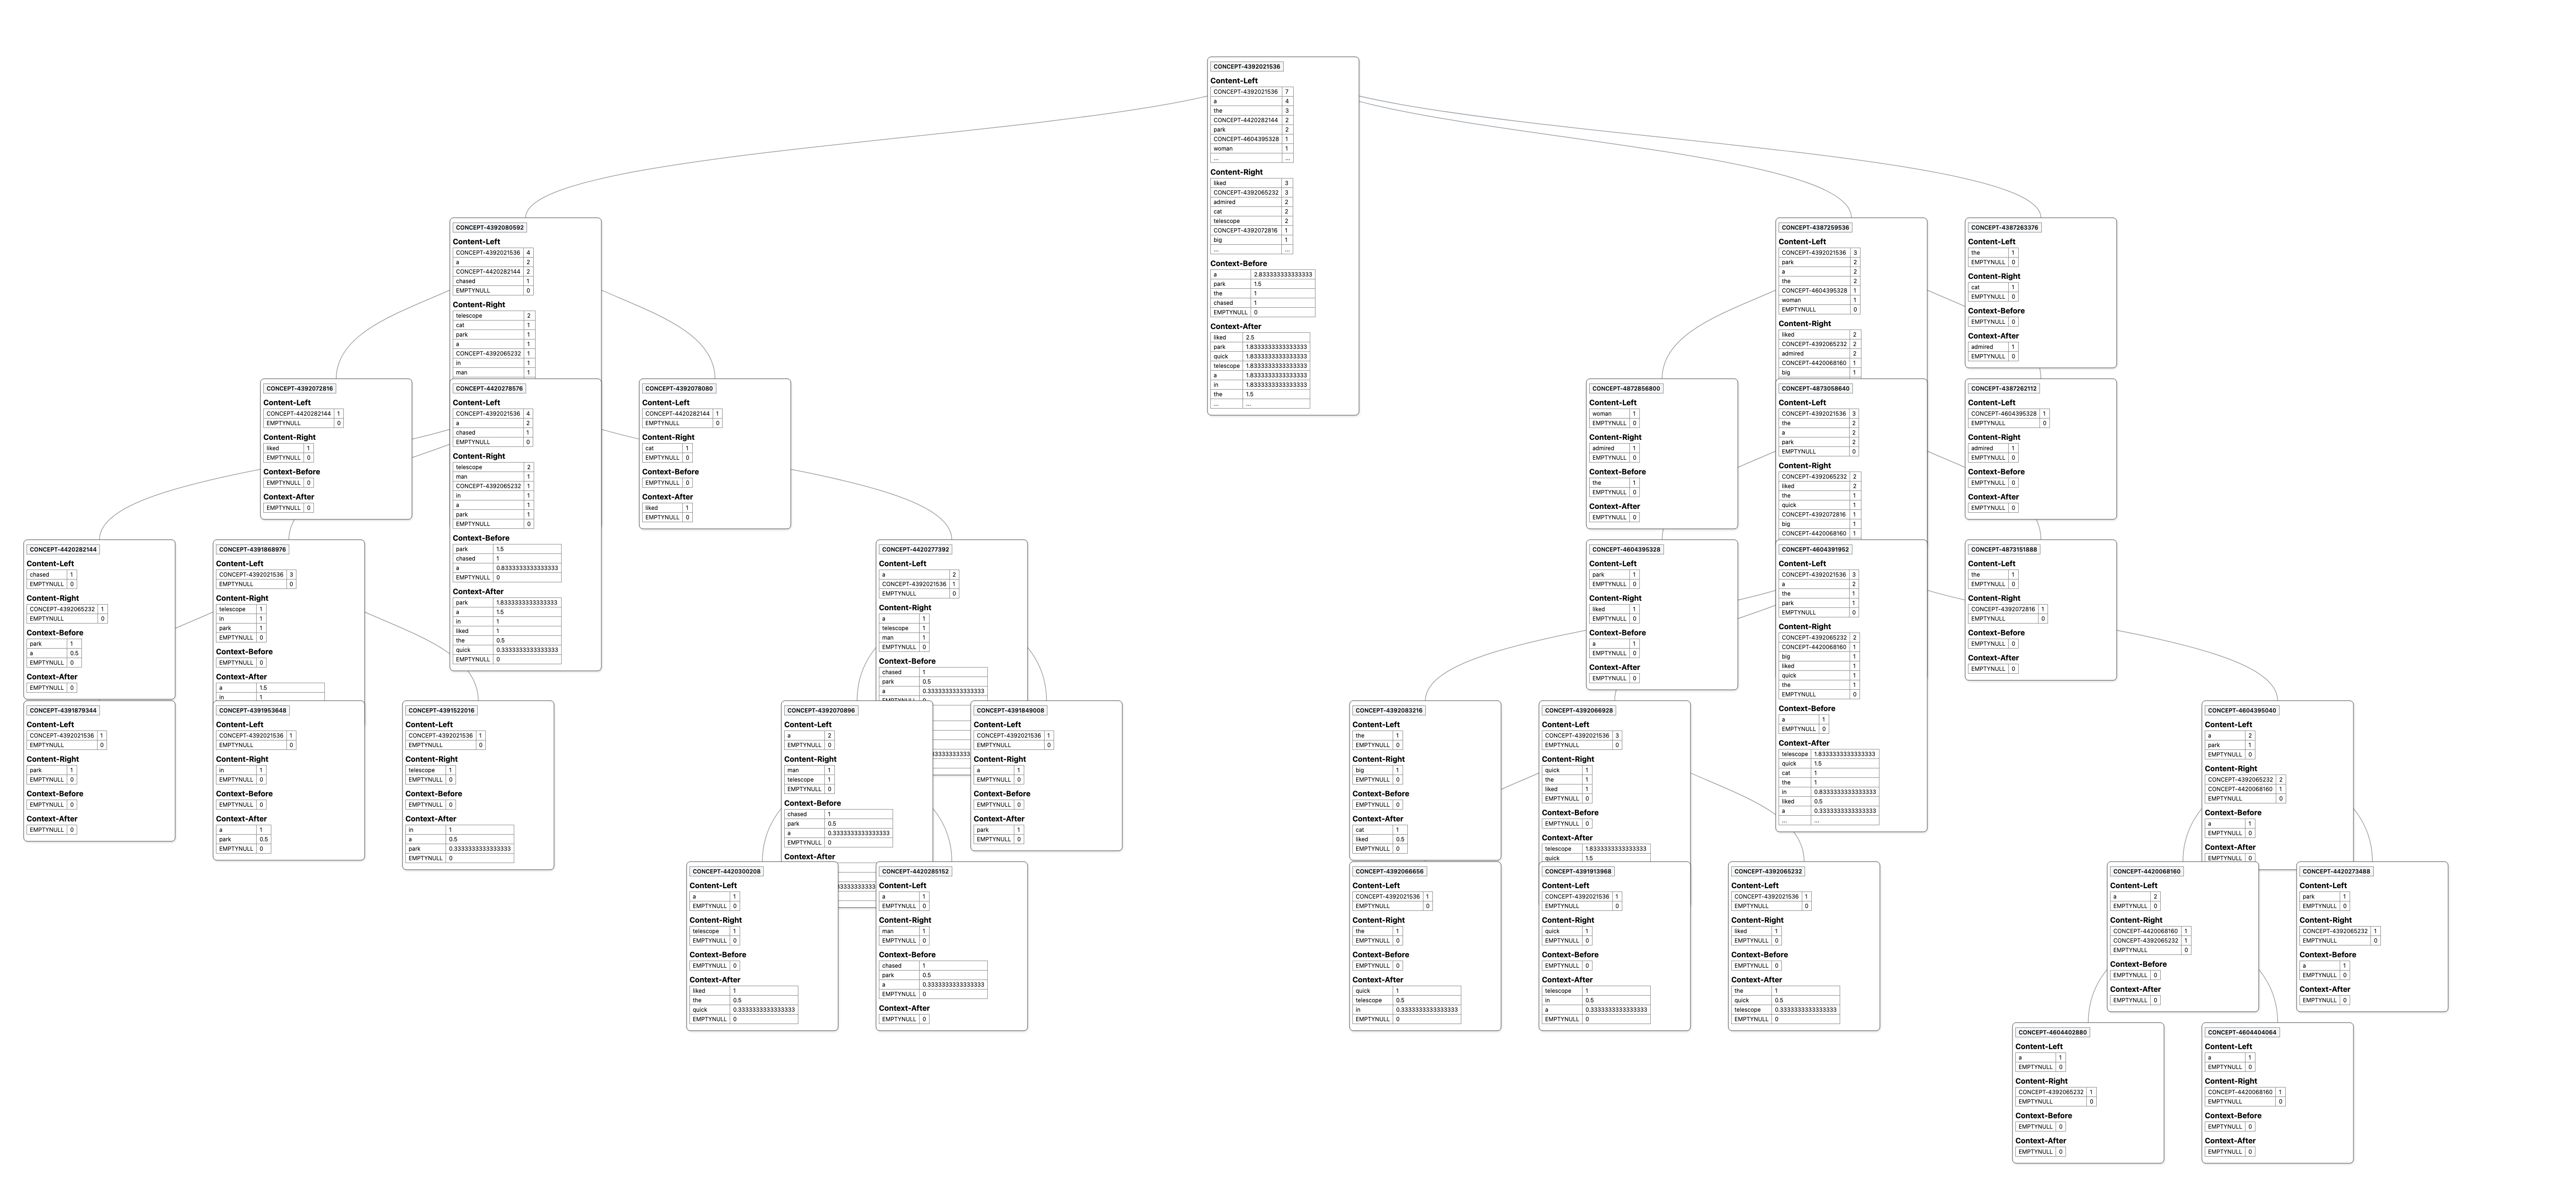 CONCEPT-4392021536
Content-Left
CONCEPT-4392021536 7
a 4
the 3
CONCEPT-4420282144 2
park 2
CONCEPT-4604395328 1
woman 1
... ...
Content-Right
liked 3
CONCEPT-4392065232 3
admired 2
cat 2
telescope 2
CONCEPT-4392072816 1
big 1
... ...
Context-Before
a 2.833333333333333
park 1.5
the 1
chased 1
EMPTYNULL 0
Context-After
liked 2.5
park 1.8333333333333333
quick 1.8333333333333333
telescope 1.8333333333333333
a 1.8333333333333333
in 1.8333333333333333
the 1.5
... ...
CONCEPT-4392080592
Content-Left
CONCEPT-4392021536 4
a 2
CONCEPT-4420282144 2
chased 1
EMPTYNULL 0
Content-Right
telescope 2
cat 1
park 1
a 1
CONCEPT-4392065232 1
in 1
man 1
CONCEPT-4387259536
Content-Left
CONCEPT-4392021536 3
park 2
a 2
the 2
CONCEPT-4604395328 1
woman 1
EMPTYNULL 0
Content-Right
liked 2
CONCEPT-4392065232 2
admired 2
CONCEPT-4420068160 1
big 1
CONCEPT-4387263376
Content-Left
the 1
EMPTYNULL 0
Content-Right
cat 1
EMPTYNULL 0
Context-Before
EMPTYNULL 0
Context-After
admired 1
EMPTYNULL 0
CONCEPT-4392072816
Content-Left
CONCEPT-4420282144 1
EMPTYNULL 0
Content-Right
liked 1
EMPTYNULL 0
Context-Before
EMPTYNULL 0
Context-After
EMPTYNULL 0
CONCEPT-4420278576
Content-Left
CONCEPT-4392021536 4
a 2
chased 1
EMPTYNULL 0
Content-Right
telescope 2
man 1
CONCEPT-4392065232 1
in 1
a 1
park 1
EMPTYNULL 0
Context-Before
park 1.5
chased 1
a 0.8333333333333333
EMPTYNULL 0
Context-After
park 1.8333333333333333
a 1.5
in 1
liked 1
the 0.5
quick 0.3333333333333333
EMPTYNULL 0
CONCEPT-4392078080
Content-Left
CONCEPT-4420282144 1
EMPTYNULL 0
Content-Right
cat 1
EMPTYNULL 0
Context-Before
EMPTYNULL 0
Context-After
liked 1
EMPTYNULL 0
CONCEPT-4872856800
Content-Left
woman 1
EMPTYNULL 0
Content-Right
admired 1
EMPTYNULL 0
Context-Before
the 1
EMPTYNULL 0
Context-After
EMPTYNULL 0
CONCEPT-4873058640
Content-Left
CONCEPT-4392021536 3
the 2
a 2
park 2
EMPTYNULL 0
Content-Right
CONCEPT-4392065232 2
liked 2
the 1
quick 1
CONCEPT-4392072816 1
big 1
CONCEPT-4420068160 1
CONCEPT-4387262112
Content-Left
CONCEPT-4604395328 1
EMPTYNULL 0
Content-Right
admired 1
EMPTYNULL 0
Context-Before
EMPTYNULL 0
Context-After
EMPTYNULL 0
CONCEPT-4420282144
Content-Left
chased 1
EMPTYNULL 0
Content-Right
CONCEPT-4392065232 1
EMPTYNULL 0
Context-Before
park 1
a 0.5
EMPTYNULL 0
Context-After
EMPTYNULL 0
CONCEPT-4391868976
Content-Left
CONCEPT-4392021536 3
EMPTYNULL 0
Content-Right
telescope 1
in 1
park 1
EMPTYNULL 0
Context-Before
EMPTYNULL 0
Context-After
a 1.5
in 1
CONCEPT-4420277392
Content-Left
a 2
CONCEPT-4392021536 1
EMPTYNULL 0
Content-Right
a 1
telescope 1
man 1
EMPTYNULL 0
Context-Before
chased 1
park 0.5
a 0.3333333333333333
CONCEPT-4604395328
Content-Left
park 1
EMPTYNULL 0
Content-Right
liked 1
EMPTYNULL 0
Context-Before
a 1
EMPTYNULL 0
Context-After
EMPTYNULL 0
CONCEPT-4604391952
Content-Left
CONCEPT-4392021536 3
a 2
the 1
park 1
EMPTYNULL 0
Content-Right
CONCEPT-4392065232 2
CONCEPT-4420068160 1
big 1
liked 1
quick 1
the 1
EMPTYNULL 0
Context-Before
a 1
EMPTYNULL 0
Context-After
telescope 1.8333333333333333
quick 1.5
cat 1
the 1
in 0.8333333333333333
liked 0.5
a 0.3333333333333333
... ...
CONCEPT-4873151888
Content-Left
the 1
EMPTYNULL 0
Content-Right
CONCEPT-4392072816 1
EMPTYNULL 0
Context-Before
EMPTYNULL 0
Context-After
EMPTYNULL 0
CONCEPT-4391879344
Content-Left
CONCEPT-4392021536 1
EMPTYNULL 0
Content-Right
park 1
EMPTYNULL 0
Context-Before
EMPTYNULL 0
Context-After
EMPTYNULL 0
CONCEPT-4391953648
Content-Left
CONCEPT-4392021536 1
EMPTYNULL 0
Content-Right
in 1
EMPTYNULL 0
Context-Before
EMPTYNULL 0
Context-After
a 1
park 0.5
EMPTYNULL 0
CONCEPT-4391522016
Content-Left
CONCEPT-4392021536 1
EMPTYNULL 0
Content-Right
telescope 1
EMPTYNULL 0
Context-Before
EMPTYNULL 0
Context-After
in 1
a 0.5
park 0.3333333333333333
EMPTYNULL 0
CONCEPT-4392070896
Content-Left
a 2
EMPTYNULL 0
Content-Right
man 1
telescope 1
EMPTYNULL 0
Context-Before
chased 1
park 0.5
a 0.3333333333333333
EMPTYNULL 0
Context-After
CONCEPT-4391849008
Content-Left
CONCEPT-4392021536 1
EMPTYNULL 0
Content-Right
a 1
EMPTYNULL 0
Context-Before
EMPTYNULL 0
Context-After
park 1
EMPTYNULL 0
CONCEPT-4392083216
Content-Left
the 1
EMPTYNULL 0
Content-Right
big 1
EMPTYNULL 0
Context-Before
EMPTYNULL 0
Context-After
cat 1
liked 0.5
EMPTYNULL 0
CONCEPT-4392066928
Content-Left
CONCEPT-4392021536 3
EMPTYNULL 0
Content-Right
quick 1
the 1
liked 1
EMPTYNULL 0
Context-Before
EMPTYNULL 0
Context-After
telescope 1.8333333333333333
quick 1.5
CONCEPT-4604395040
Content-Left
a 2
park 1
EMPTYNULL 0
Content-Right
CONCEPT-4392065232 2
CONCEPT-4420068160 1
EMPTYNULL 0
Context-Before
a 1
EMPTYNULL 0
Context-After
EMPTYNULL 0
CONCEPT-4420300208
Content-Left
a 1
EMPTYNULL 0
Content-Right
telescope 1
EMPTYNULL 0
Context-Before
EMPTYNULL 0
Context-After
liked 1
the 0.5
quick 0.3333333333333333
EMPTYNULL 0
CONCEPT-4420285152
Content-Left
a 1
EMPTYNULL 0
Content-Right
man 1
EMPTYNULL 0
Context-Before
chased 1
park 0.5
a 0.3333333333333333
EMPTYNULL 0
Context-After
EMPTYNULL 0
CONCEPT-4392066656
Content-Left
CONCEPT-4392021536 1
EMPTYNULL 0
Content-Right
the 1
EMPTYNULL 0
Context-Before
EMPTYNULL 0
Context-After
quick 1
telescope 0.5
in 0.3333333333333333
EMPTYNULL 0
CONCEPT-4391913968
Content-Left
CONCEPT-4392021536 1
EMPTYNULL 0
Content-Right
quick 1
EMPTYNULL 0
Context-Before
EMPTYNULL 0
Context-After
telescope 1
in 0.5
a 0.3333333333333333
EMPTYNULL 0
CONCEPT-4392065232
Content-Left
CONCEPT-4392021536 1
EMPTYNULL 0
Content-Right
liked 1
EMPTYNULL 0
Context-Before
EMPTYNULL 0
Context-After
the 1
quick 0.5
telescope 0.3333333333333333
EMPTYNULL 0
CONCEPT-4420068160
Content-Left
a 2
EMPTYNULL 0
Content-Right
CONCEPT-4420068160 1
CONCEPT-4392065232 1
EMPTYNULL 0
Context-Before
EMPTYNULL 0
Context-After
EMPTYNULL 0
CONCEPT-4420273488
Content-Left
park 1
EMPTYNULL 0
Content-Right
CONCEPT-4392065232 1
EMPTYNULL 0
Context-Before
a 1
EMPTYNULL 0
Context-After
EMPTYNULL 0
CONCEPT-4604402880
Content-Left
a 1
EMPTYNULL 0
Content-Right
CONCEPT-4392065232 1
EMPTYNULL 0
Context-Before
EMPTYNULL 0
Context-After
EMPTYNULL 0
CONCEPT-4604404064
Content-Left
a 1
EMPTYNULL 0
Content-Right
CONCEPT-4420068160 1
EMPTYNULL 0
Context-Before
EMPTYNULL 0
Context-After
EMPTYNULL 0